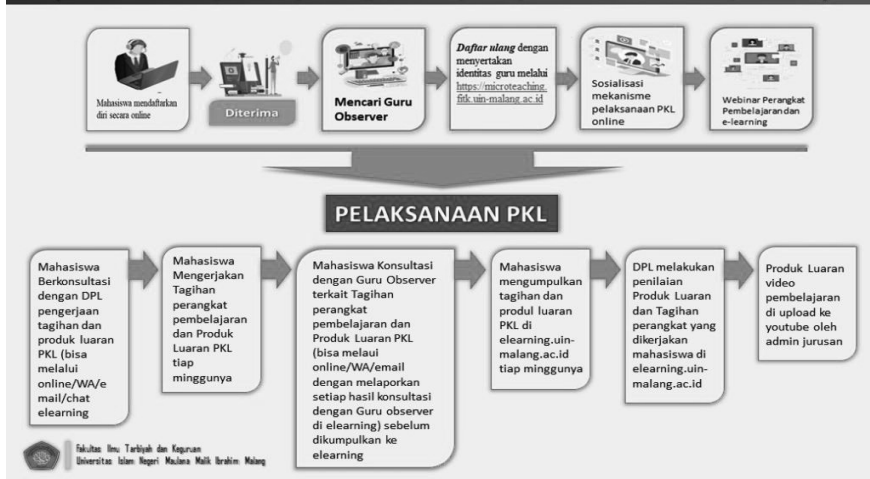 Mahasiswa mendaftarkan
diri secara online
Diterima
Mencari Guru
Observer
Daftar ulang dengan
menyertakan
identitas guru melalui
https://microteaching.
fitk.uin-malang.ac.id
Sosialisasi
mekanisme
pelaksanaan PKL
online
Webinar Perangkat
Pembelajaran dan
e-learning
PELAKSANAAN PKL
Mahasiswa
Berkonsultasi
dengan DPL
pengerjaan
tagihan dan
produk luaran
PKL (bisa
melalui
online/WA/e
mail/chat
elearning
Mahasiswa
Mengerjakan
Tagihan
perangkat
pembelajaran
dan Produk
Luaran PKL
tiap
minggunya
Mahasiswa Konsultasi
dengan Guru Observer
terkait Tagihan
perangkat
pembelajaran dan
Produk Luaran PKL
(bisa melaui
online/WA/email
dengan melaporkan
setiap hasil konsultasi
dengan Guru observer
di elearning) sebelum
dikumpulkan ke
elearning
Mahasiswa
mengumpulkan
tagihan dan
produl luaran
PKL di
elearning.uin-
malang.ac.id
tiap minggunya
DPL melakukan
penilaian
Produk Luaran
dan Tagihan
perangkat yang
dikerjakan
mahasiswa di
elearning.uin-
malang.ac.id
Produk Luaran
video
pembelajaran
di upload ke
youtube oleh
admin jurusan
Fakultas Ilmu Tarbiyah dan Keguruan
Universitas Islam Negeri Maulana Malik Ibrahim Malang